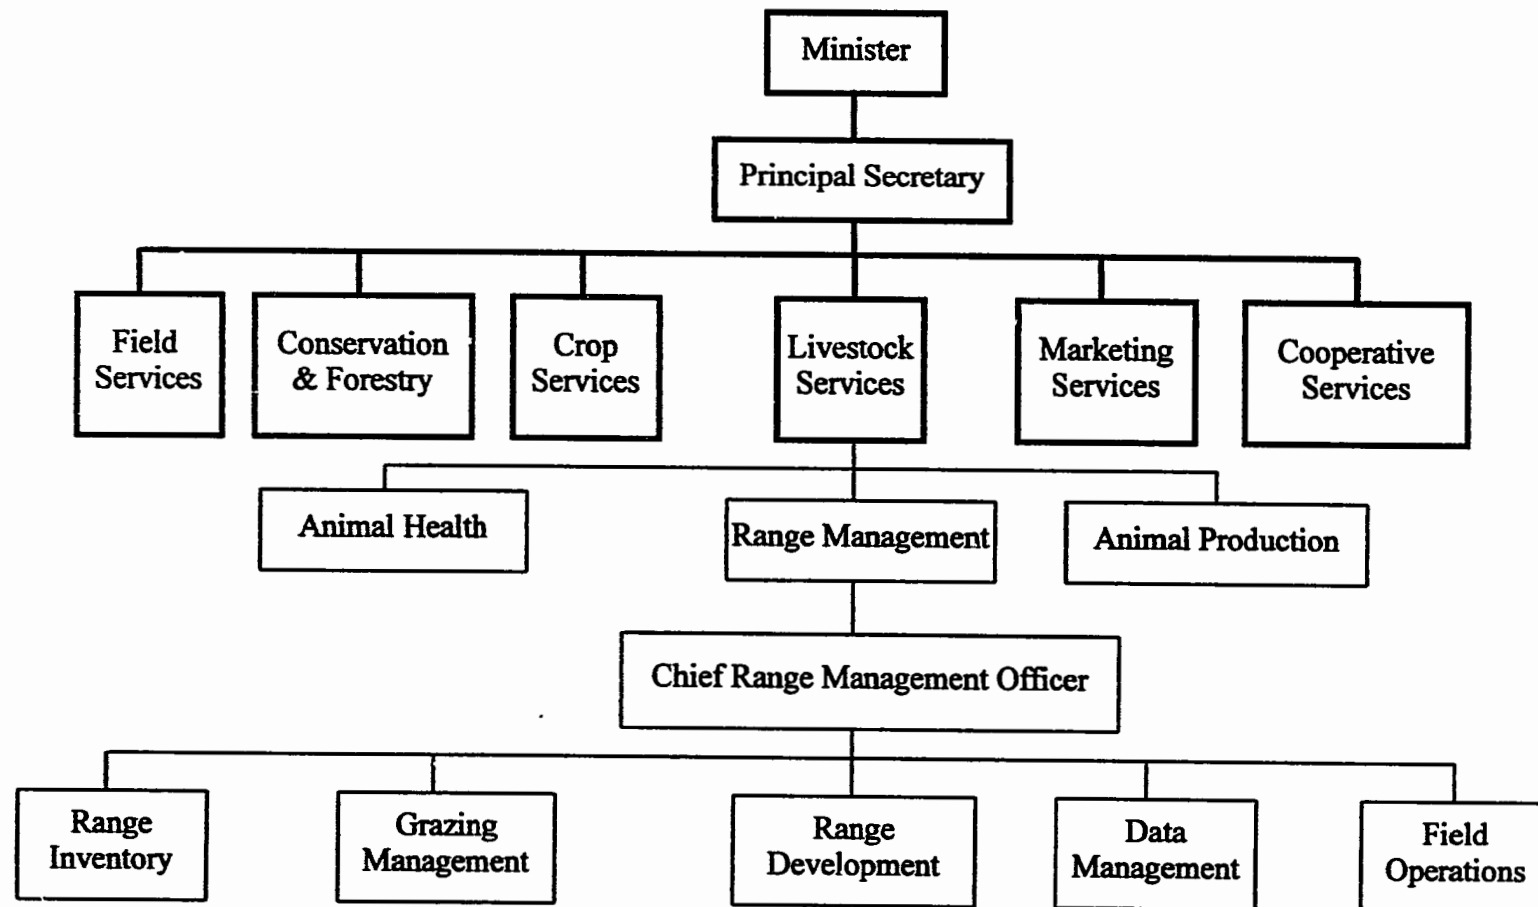 Minister
Principal Secretary
Field
Services
Conservation
& Forestry
Crop
Services
Livestock
Services
Marketing
Services
Cooperative
Services
Animal Health
Range Management
Animal Production
Chief Range Management Officer
Range
Inventory
Grazing
Management
Range
Development
Data
Management
Field
Operations